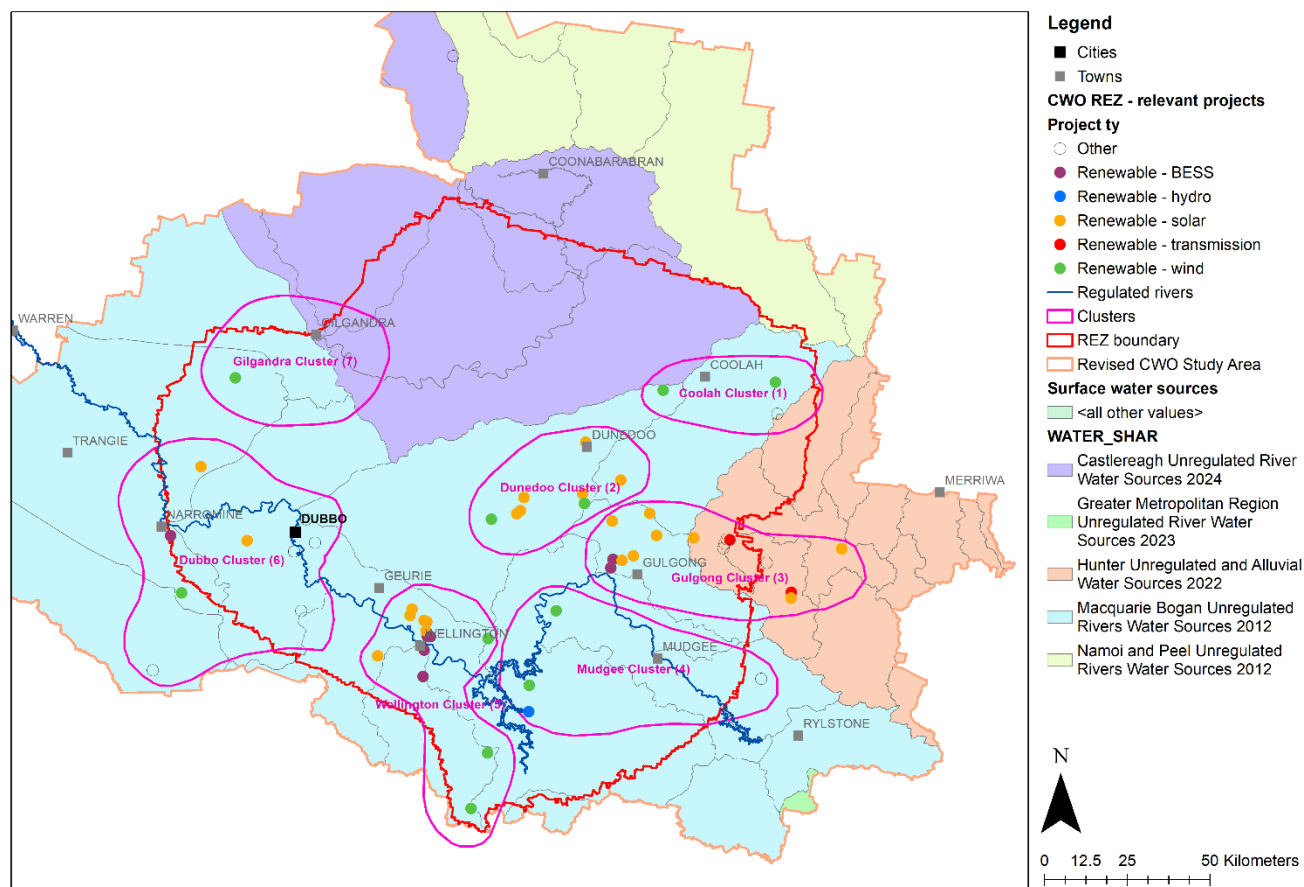 COONABARABRAN
WARREN
GILGANDRA
Gilgandra Cluster (7)
COOLAH
Coolah Cluster (1)
TRANGIE
DUNEDOO
Dunedoo Cluster (2)
MERRIWA
NARROMINE
DUBBO
Dubbo Cluster (6)
GEURIE
GULGONG
Gulgong Cluster (3)
WELLINGTON
MUDGEE
Mudgee Cluster (4)
Wellington Cluster (5)
RYLSTONE
Legend
Cities
Towns
CWO REZ - relevant projects
Project ty
Other
Renewable - BESS
Renewable - hydro
Renewable - solar
Renewable - transmission
Renewable - wind
Regulated rivers
Clusters
REZ boundary
Revised CWO Study Area
Surface water sources
<all other values>
WATER_SHAR
Castlereagh Unregulated River
Water Sources 2024
Greater Metropolitan Region
Unregulated River Water
Sources 2023
Hunter Unregulated and Alluvial
Water Sources 2022
Macquarie Bogan Unregulated
Rivers Water Sources 2012
Namoi and Peel Unregulated
Rivers Water Sources 2012
N
0 12.5 25 50 Kilometers